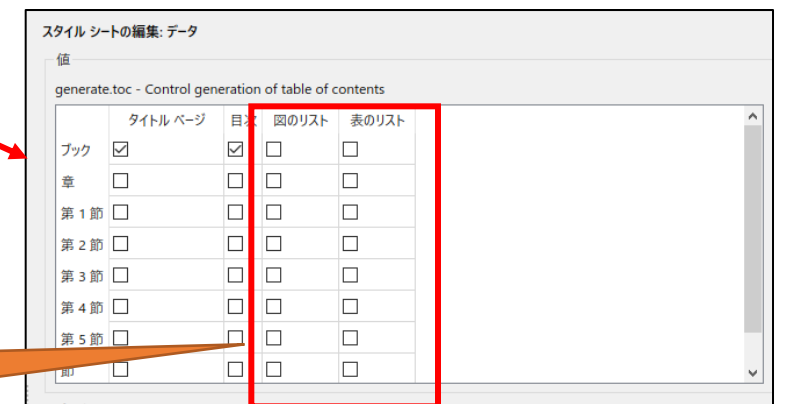 スタイル シートの編集: データ
値
generate.toc - Control generation of table of contents
タイトル ページ 目次 図のリスト 表のリスト
ブック
章
第 1 節
第 2 節
第 3 節
第 4 節
第 5 節
節